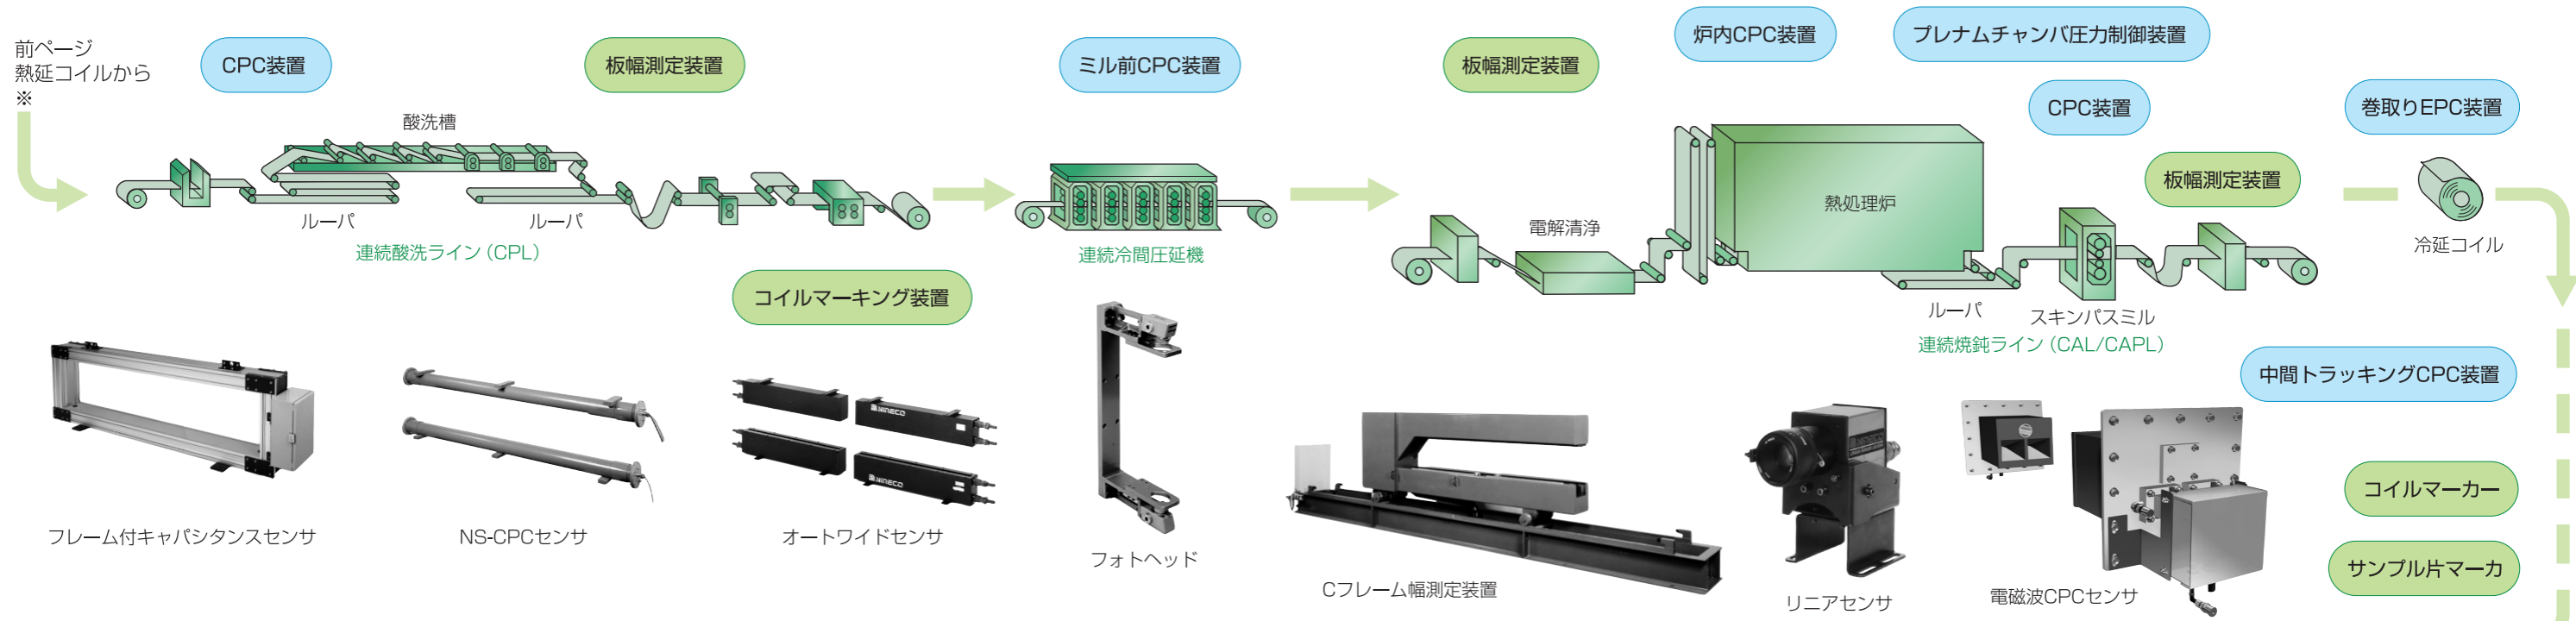 前ページ
熱延コイルから
※
CPC装置
板幅測定装置
ミル前CPC装置
板幅測定装置
炉内CPC装置
プレナムチャンバ圧力制御装置
CPC装置
巻取りEPC装置
板幅測定装置
酸洗槽
ルーパ
ルーパ
連続酸洗ライン（CPL）
連続冷間圧延機
電解清浄
熱処理炉
ルーパ
スキンパスミル
連続焼鈍ライン（CAL/CAPL）
冷延コイル
コイルマーキング装置
中間トラッキングCPC装置
コイルマーカー
サンプル片マーカ
NIRECO
NIRECO
フレーム付キャパシタンスセンサ
NS-CPCセンサ
オートワイドセンサ
フォトヘッド
Cフレーム幅測定装置
リニアセンサ
電磁波CPCセンサ